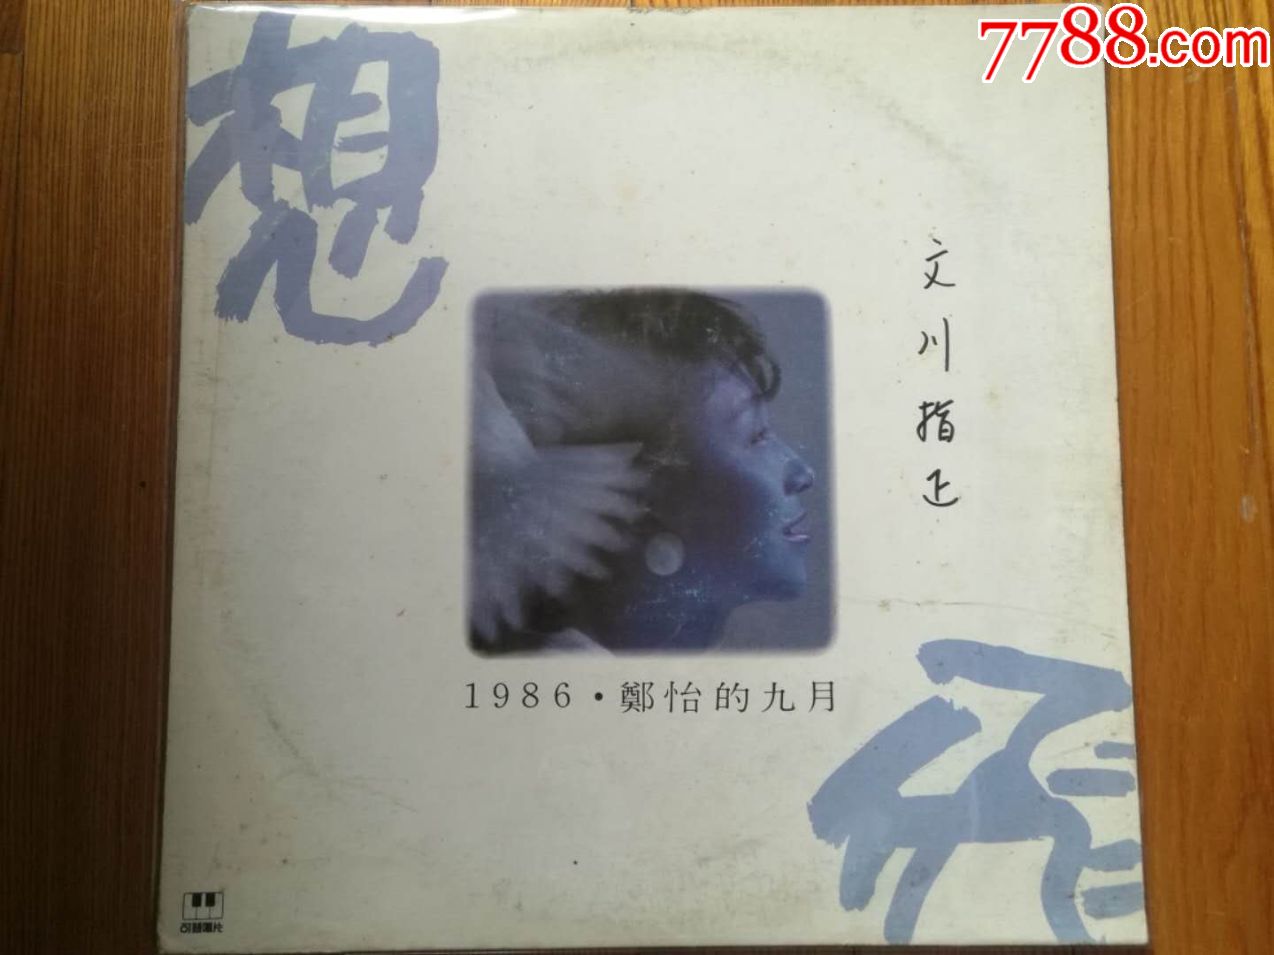 7788.com
想
文川指正
1986·鄭怡的九月
飛
可登唱片